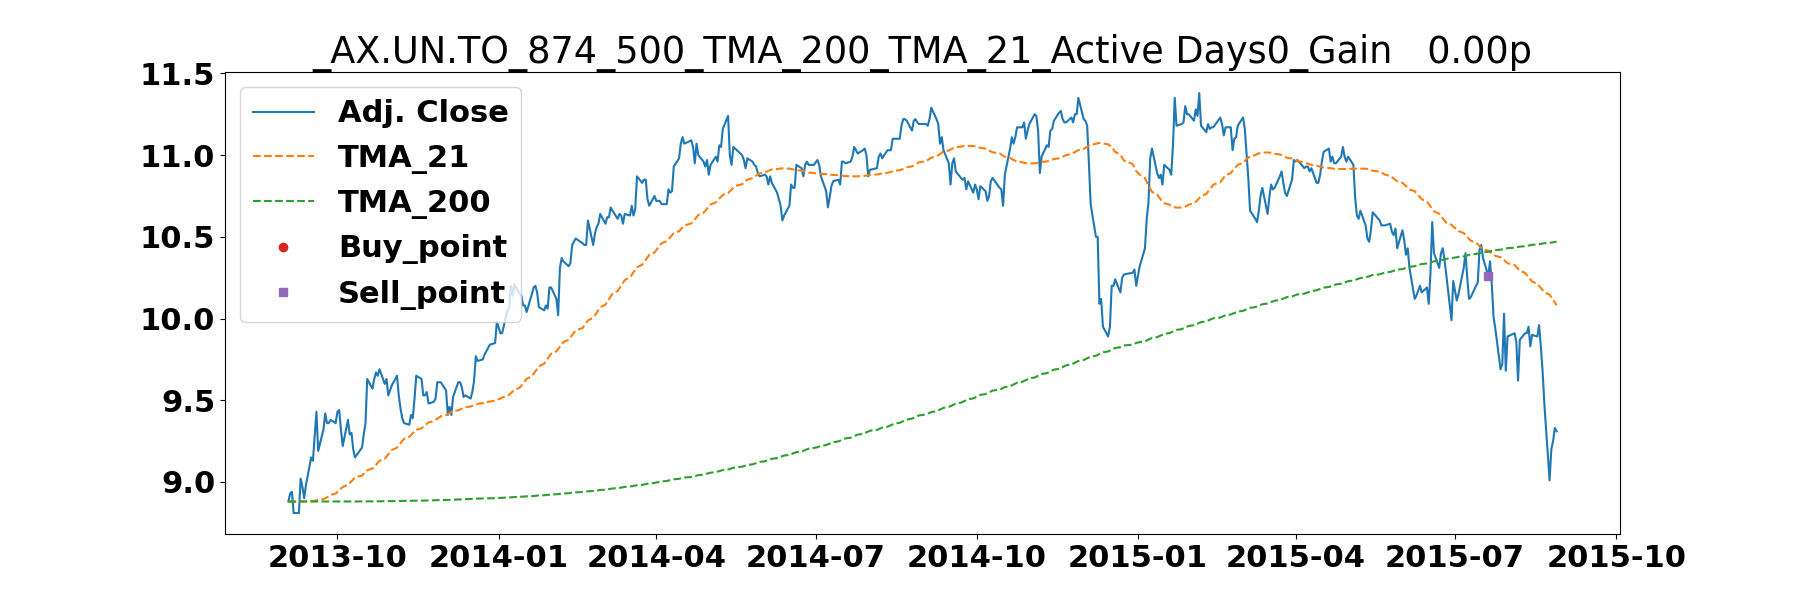 _AX.UN.TO_874_500_TMA_200_TMA_21_Active Days0_Gain   0.00p
11.5
11.0
10.5
10.0
9.5
9.0
Adj. Close
TMA_21
TMA_200
Buy_point
Sell_point
2013-10 2014-01 2014-04 2014-07 2014-10 2015-01 2015-04 2015-07 2015-10